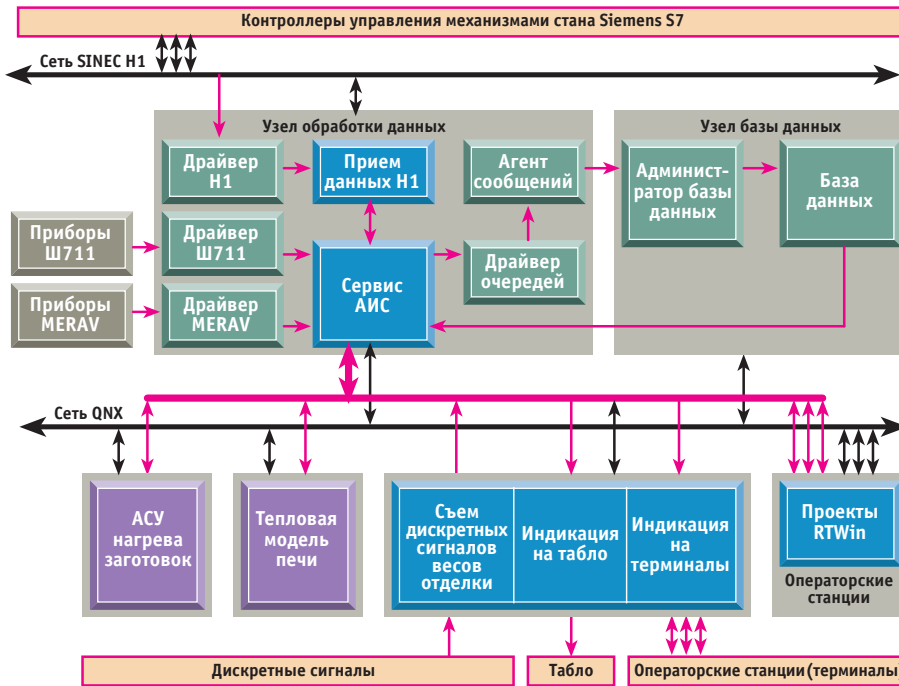 Контроллеры управления механизмами стана Siemens S7
Сеть SINEC H1
Узел обработки данных
Узел базы данных
Драйвер
H1
Прием
данных H1
Агент
сообщений
Админист-
ратор базы
данных
База
данных
Приборы
Ш711
Драйвер
Ш711
Сервис
АИС
Драйвер
очередей
Приборы
MERAV
Драйвер
MERAV
Сеть QNX
АСУ
нагрева
заготовок
Тепловая
модель
печи
Съем
дискретных
сигналов
весов
отделки
Индикация
на табло
Индикация
на
терминалы
Проекты
RTWin
Операторские
станции
Дискретные сигналы
Табло
Операторские станции (терминалы)